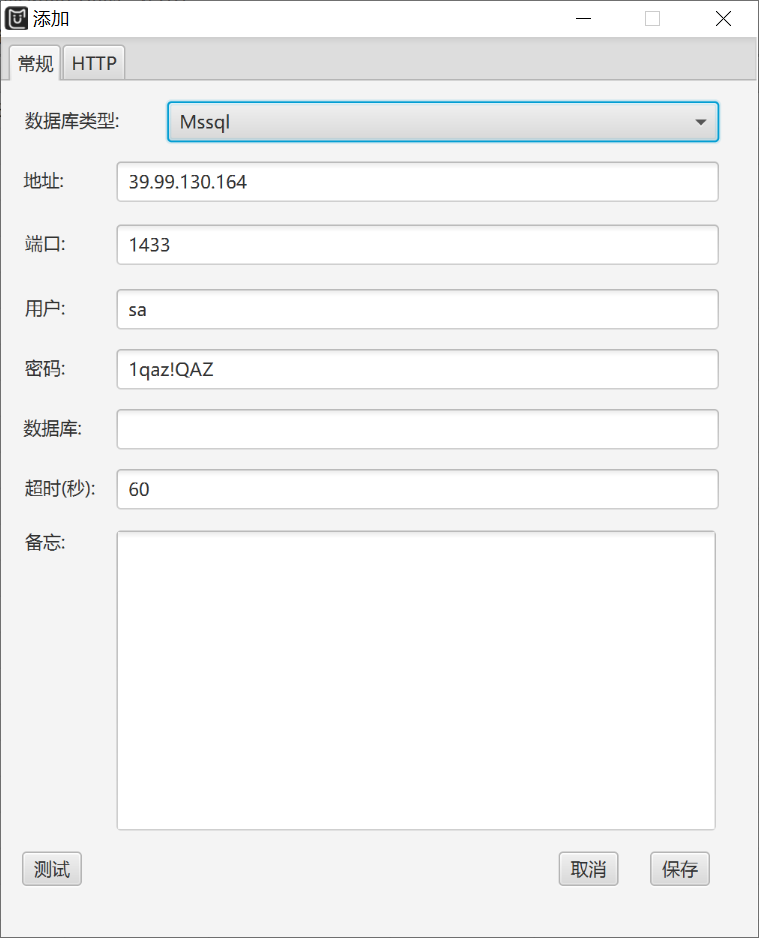 添加
常规 HTTP
数据库类型: Mssql
地址: 39.99.130.164
端口: 1433
用户: sa
密码: 1qaz!QAZ
数据库:
超时(秒): 60
备忘:
测试 取消 保存